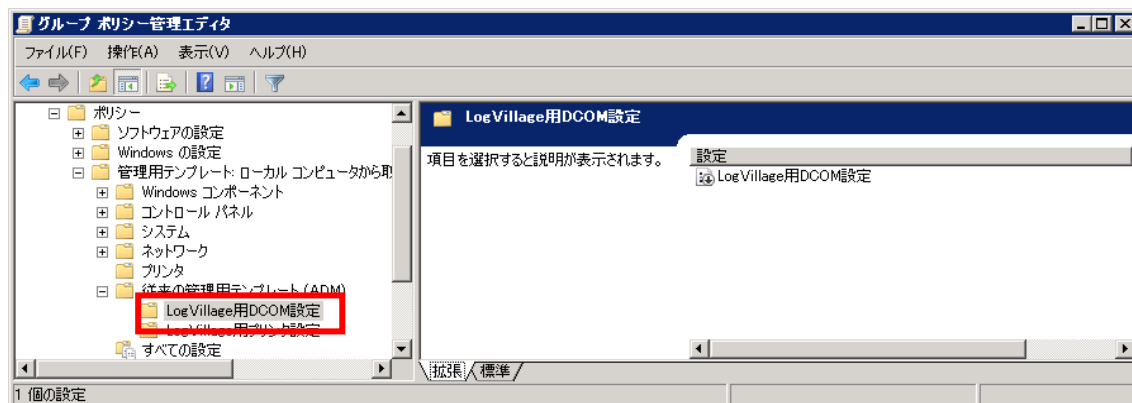 グループ ポリシー管理エディタ
ファイル(F) 操作(A) 表示(V) ヘルプ(H)
ポリシー
ソフトウェアの設定
Windows の設定
管理用テンプレート: ローカル コンピュータから取
Windows コンポーネント
コントロール パネル
システム
ネットワーク
プリンタ
従来の管理用テンプレート (ADM)
LogVillage用DCOM設定
LogVillage用プリンタ設定
すべての設定
LogVillage用DCOM設定
項目を選択すると説明が表示されます。
設定
LogVillage用DCOM設定
拡張 標準
1 個の設定